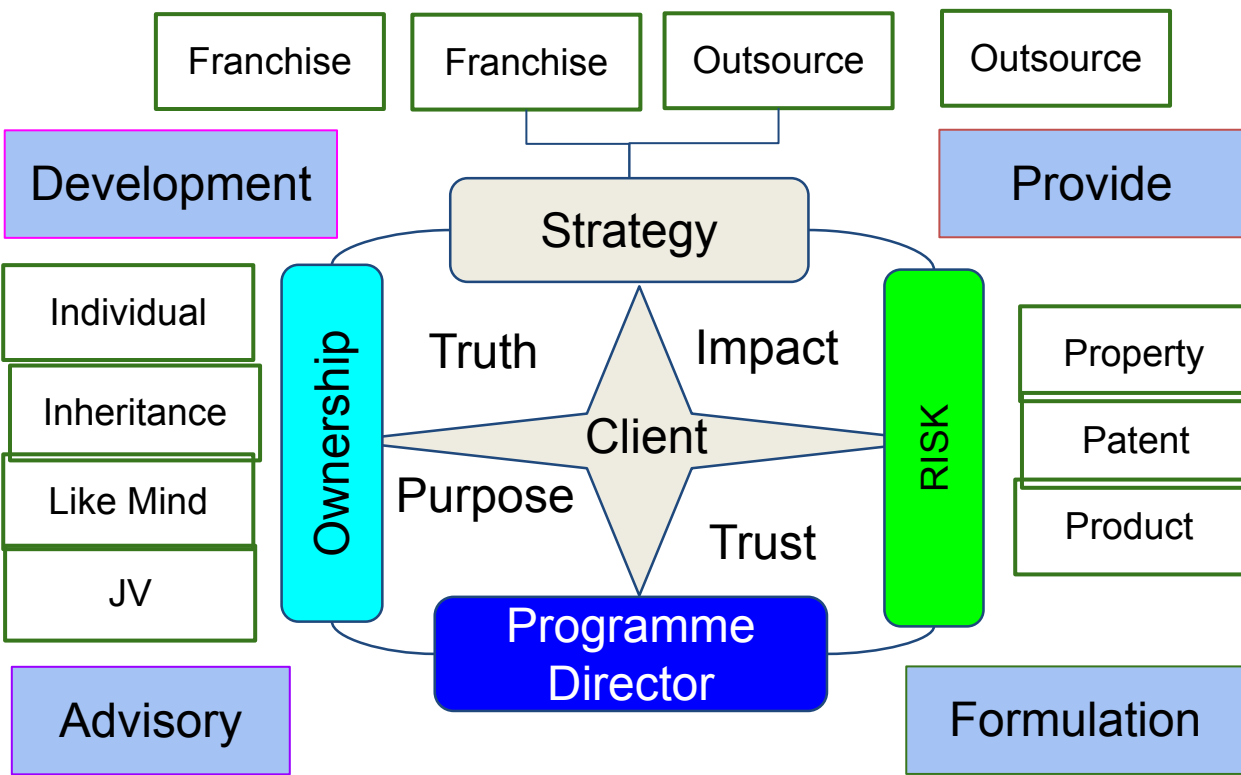 Franchise
Franchise
Outsource
Outsource
Development
Provide
Strategy
Individual
Inheritance
Like Mind
JV
Ownership
Truth
Impact
Client
Purpose
Trust
RISK
Property
Patent
Product
Programme
Director
Advisory
Formulation